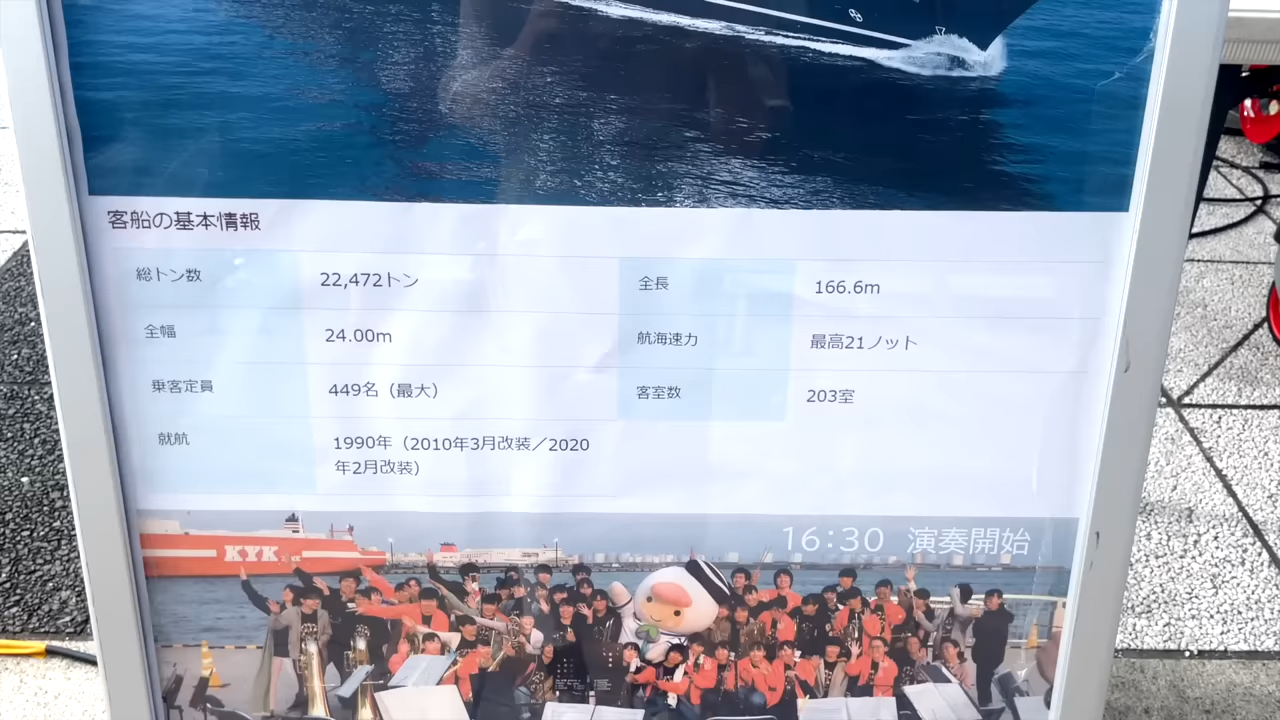 客船の基本情報
総トン数 22,472トン 全長 166.6m
全幅 24.00m 航海速力 最高21ノット
乗客定員 449名（最大） 客室数 203室
就航 1990年（2010年3月改装／2020
年2月改装）
16:30 演奏開始
KYK